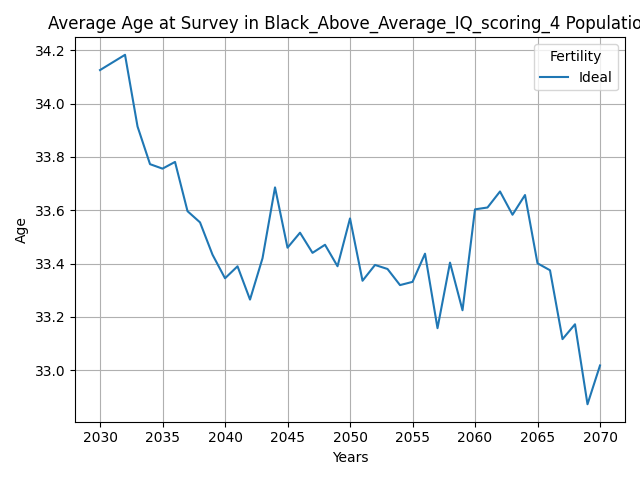 Average Age at Survey in Black_Above_Average_IQ_scoring_4 Populatio
Fertility
Ideal
34.2
34.0
33.8
33.6
33.4
33.2
33.0
Age
2030 2035 2040 2045 2050 2055 2060 2065 2070
Years